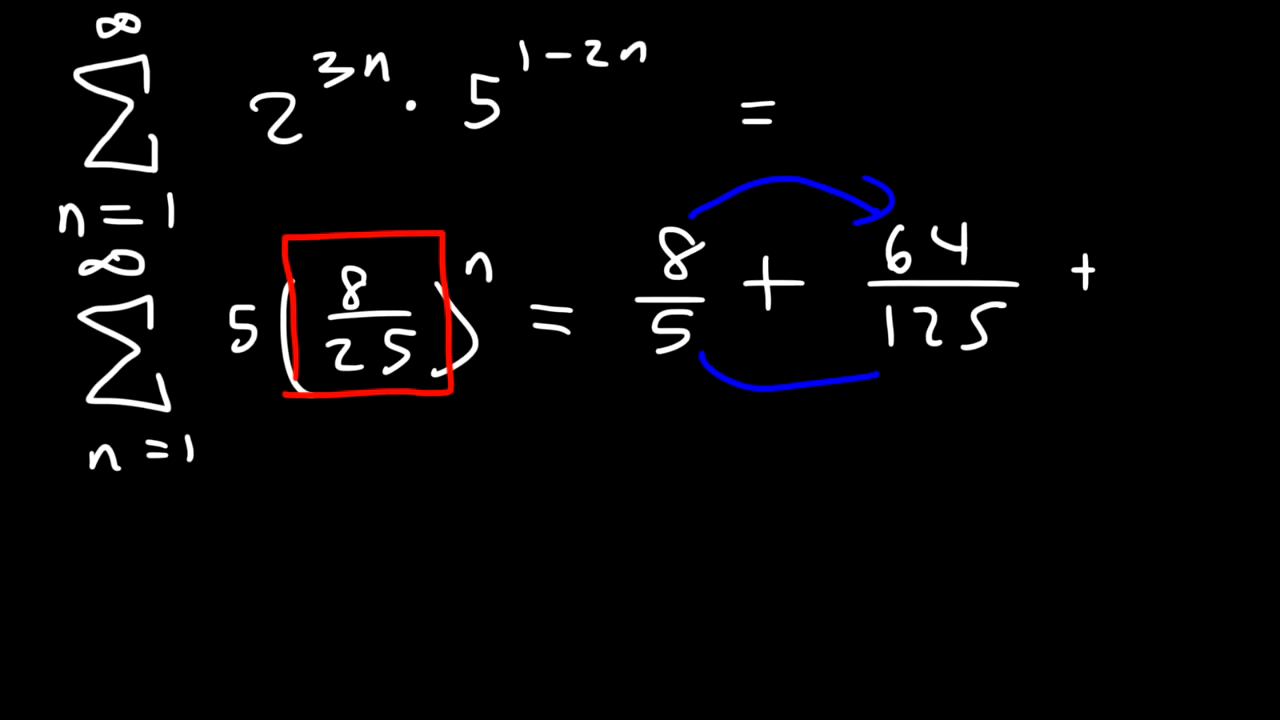 ∞
Σ 2^{3n} · 5^{1-2n} =
n = 1
∞
Σ 5(8/25)^n = 8/5 + 64/125 +
n = 1